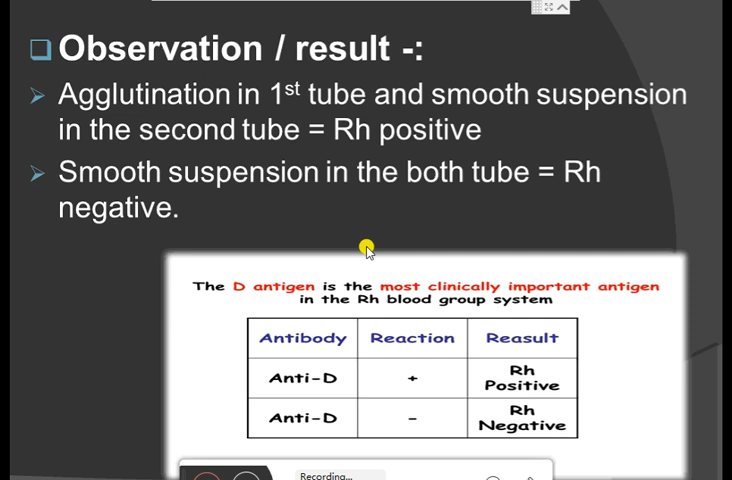 Observation / result -:
Agglutination in 1st tube and smooth suspension
in the second tube = Rh positive
Smooth suspension in the both tube = Rh
negative.
The D antigen is the most clinically important antigen
in the Rh blood group system
Antibody Reaction Reasult
Anti-D + Rh Positive
Anti-D - Rh Negative
Recording...